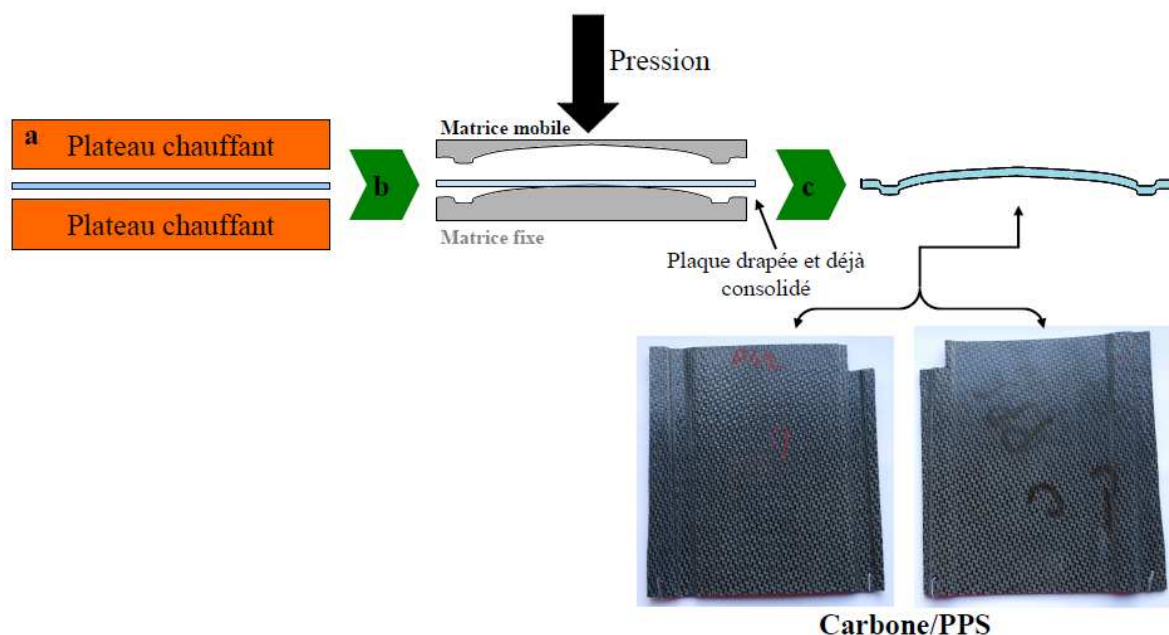 Pression
Matrice mobile
a Plateau chauffant
b
c
Plateau chauffant
Matrice fixe
Plaque drapée et déjà
consolidé
Carbone/PPS